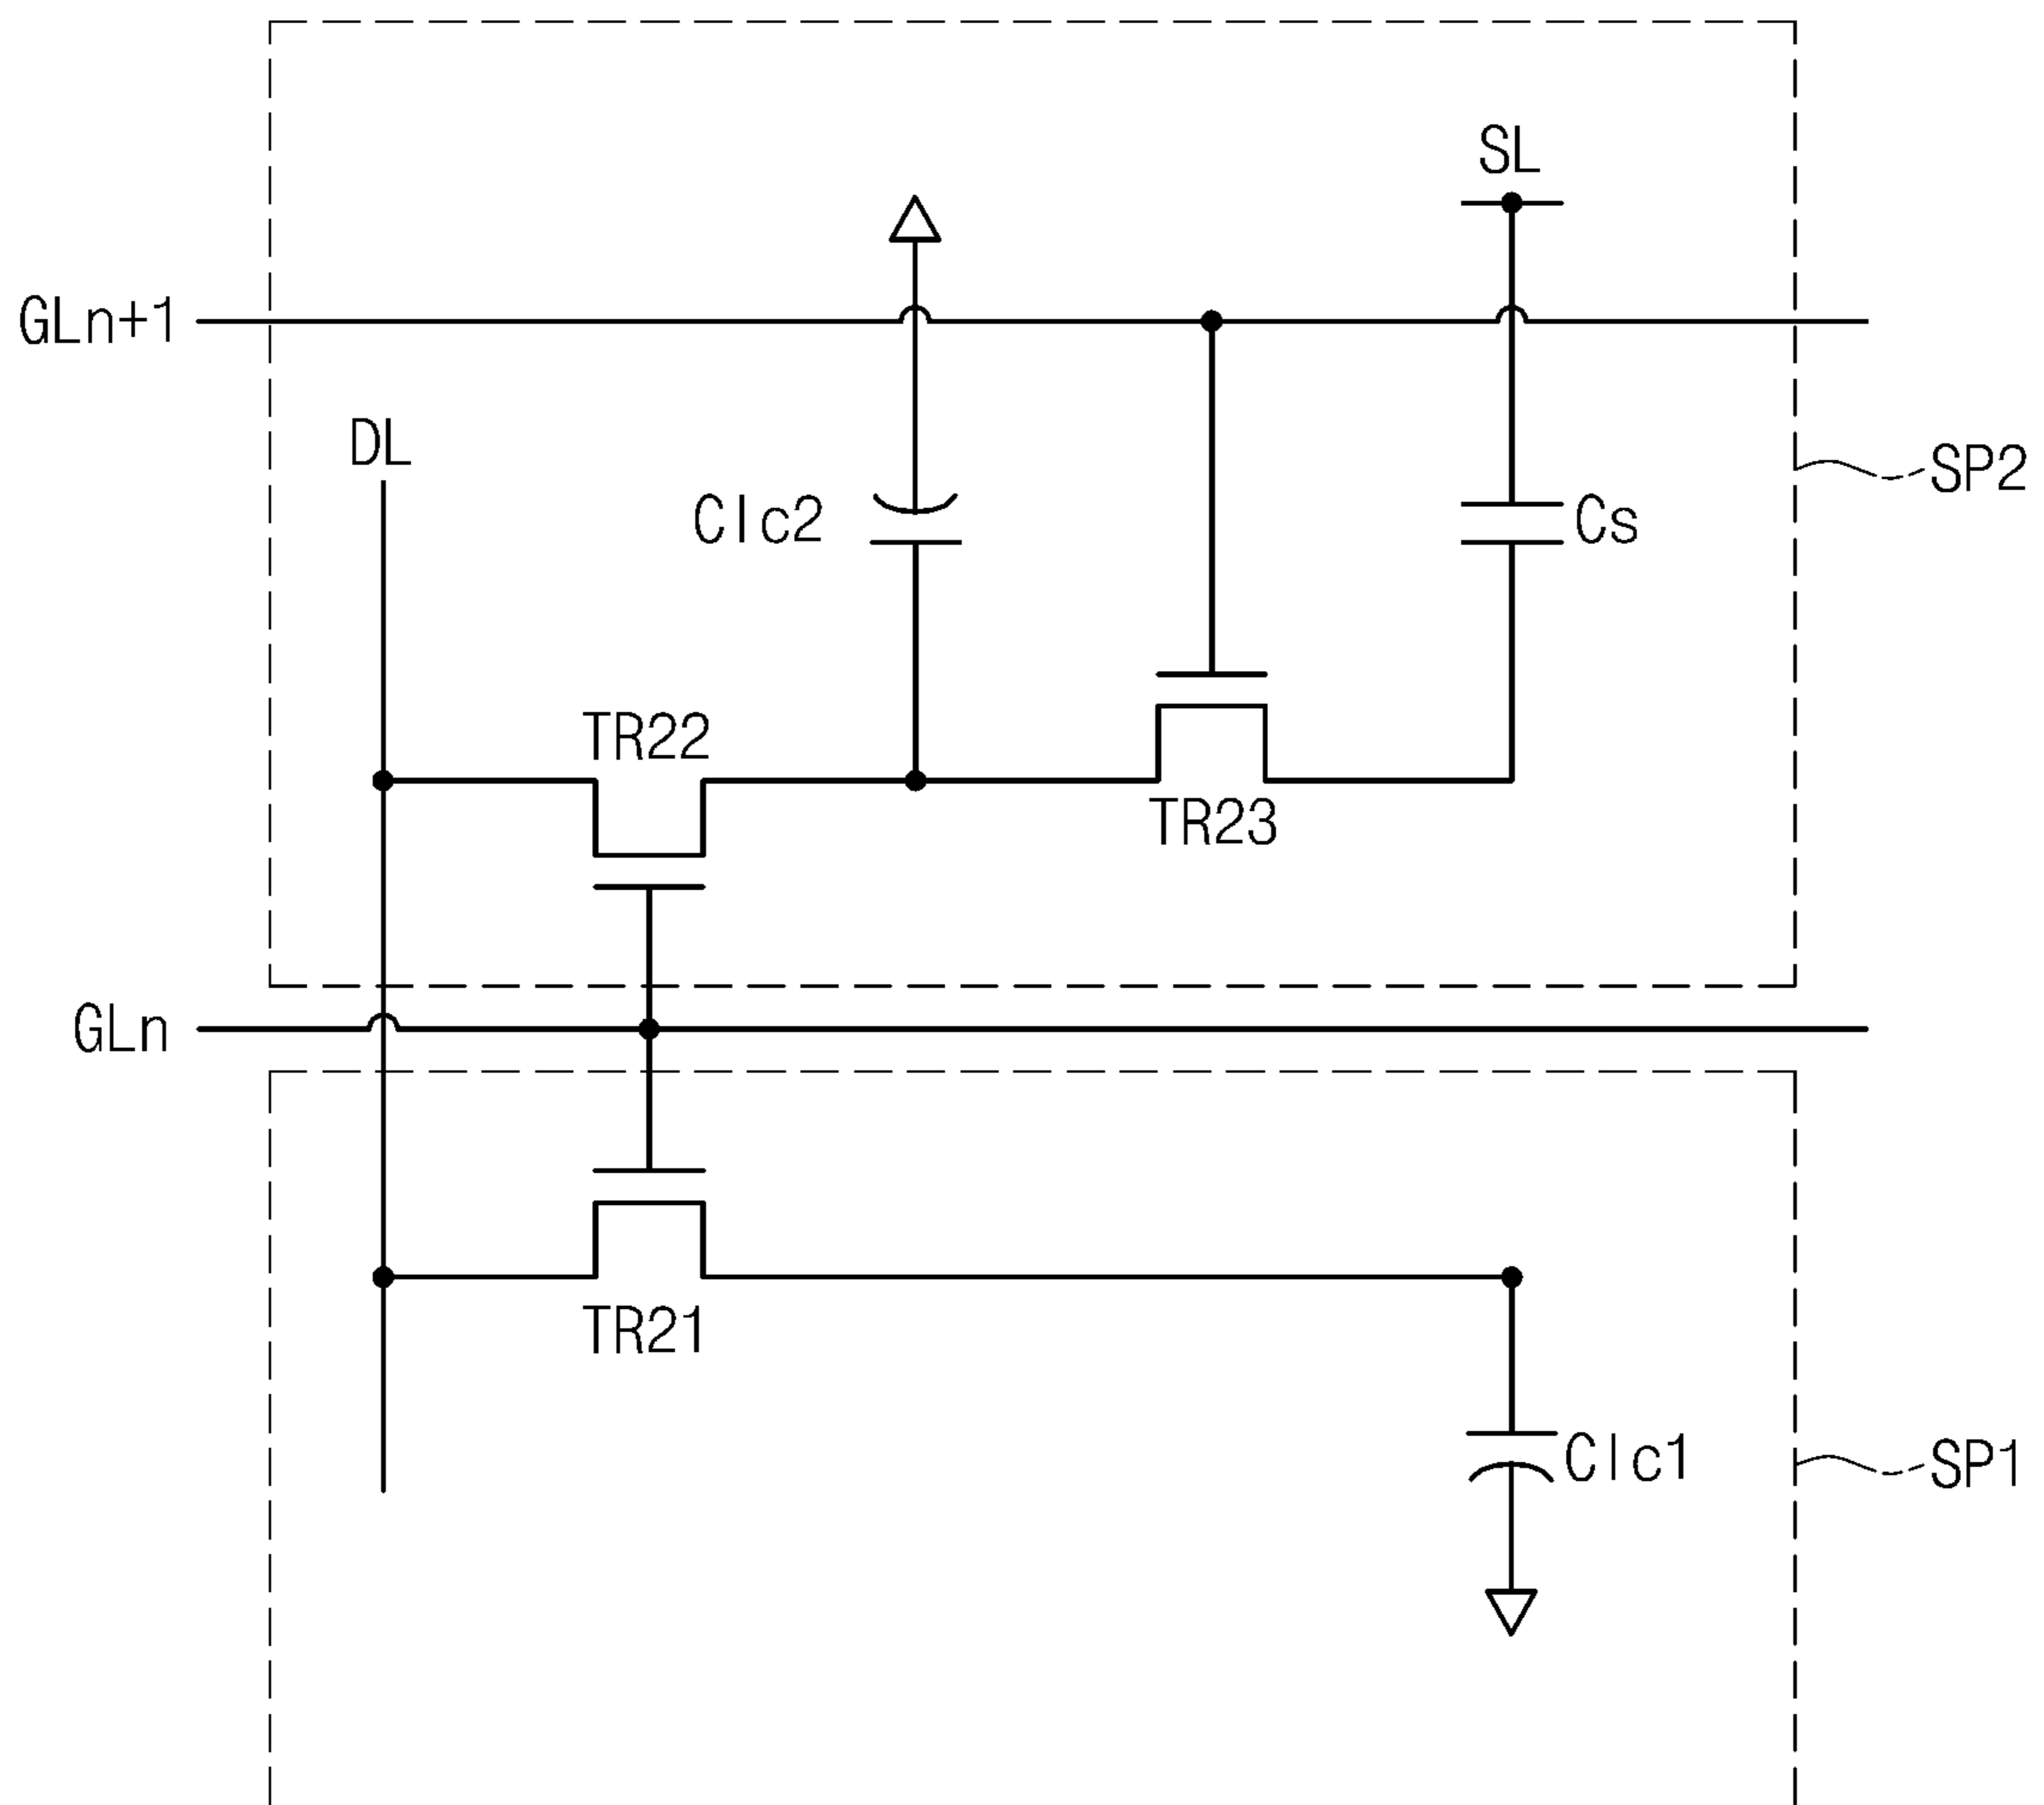 SL
GLn+1
DL
SP2
Clc2
Cs
TR22
TR23
GLn
TR21
Clc1
SP1